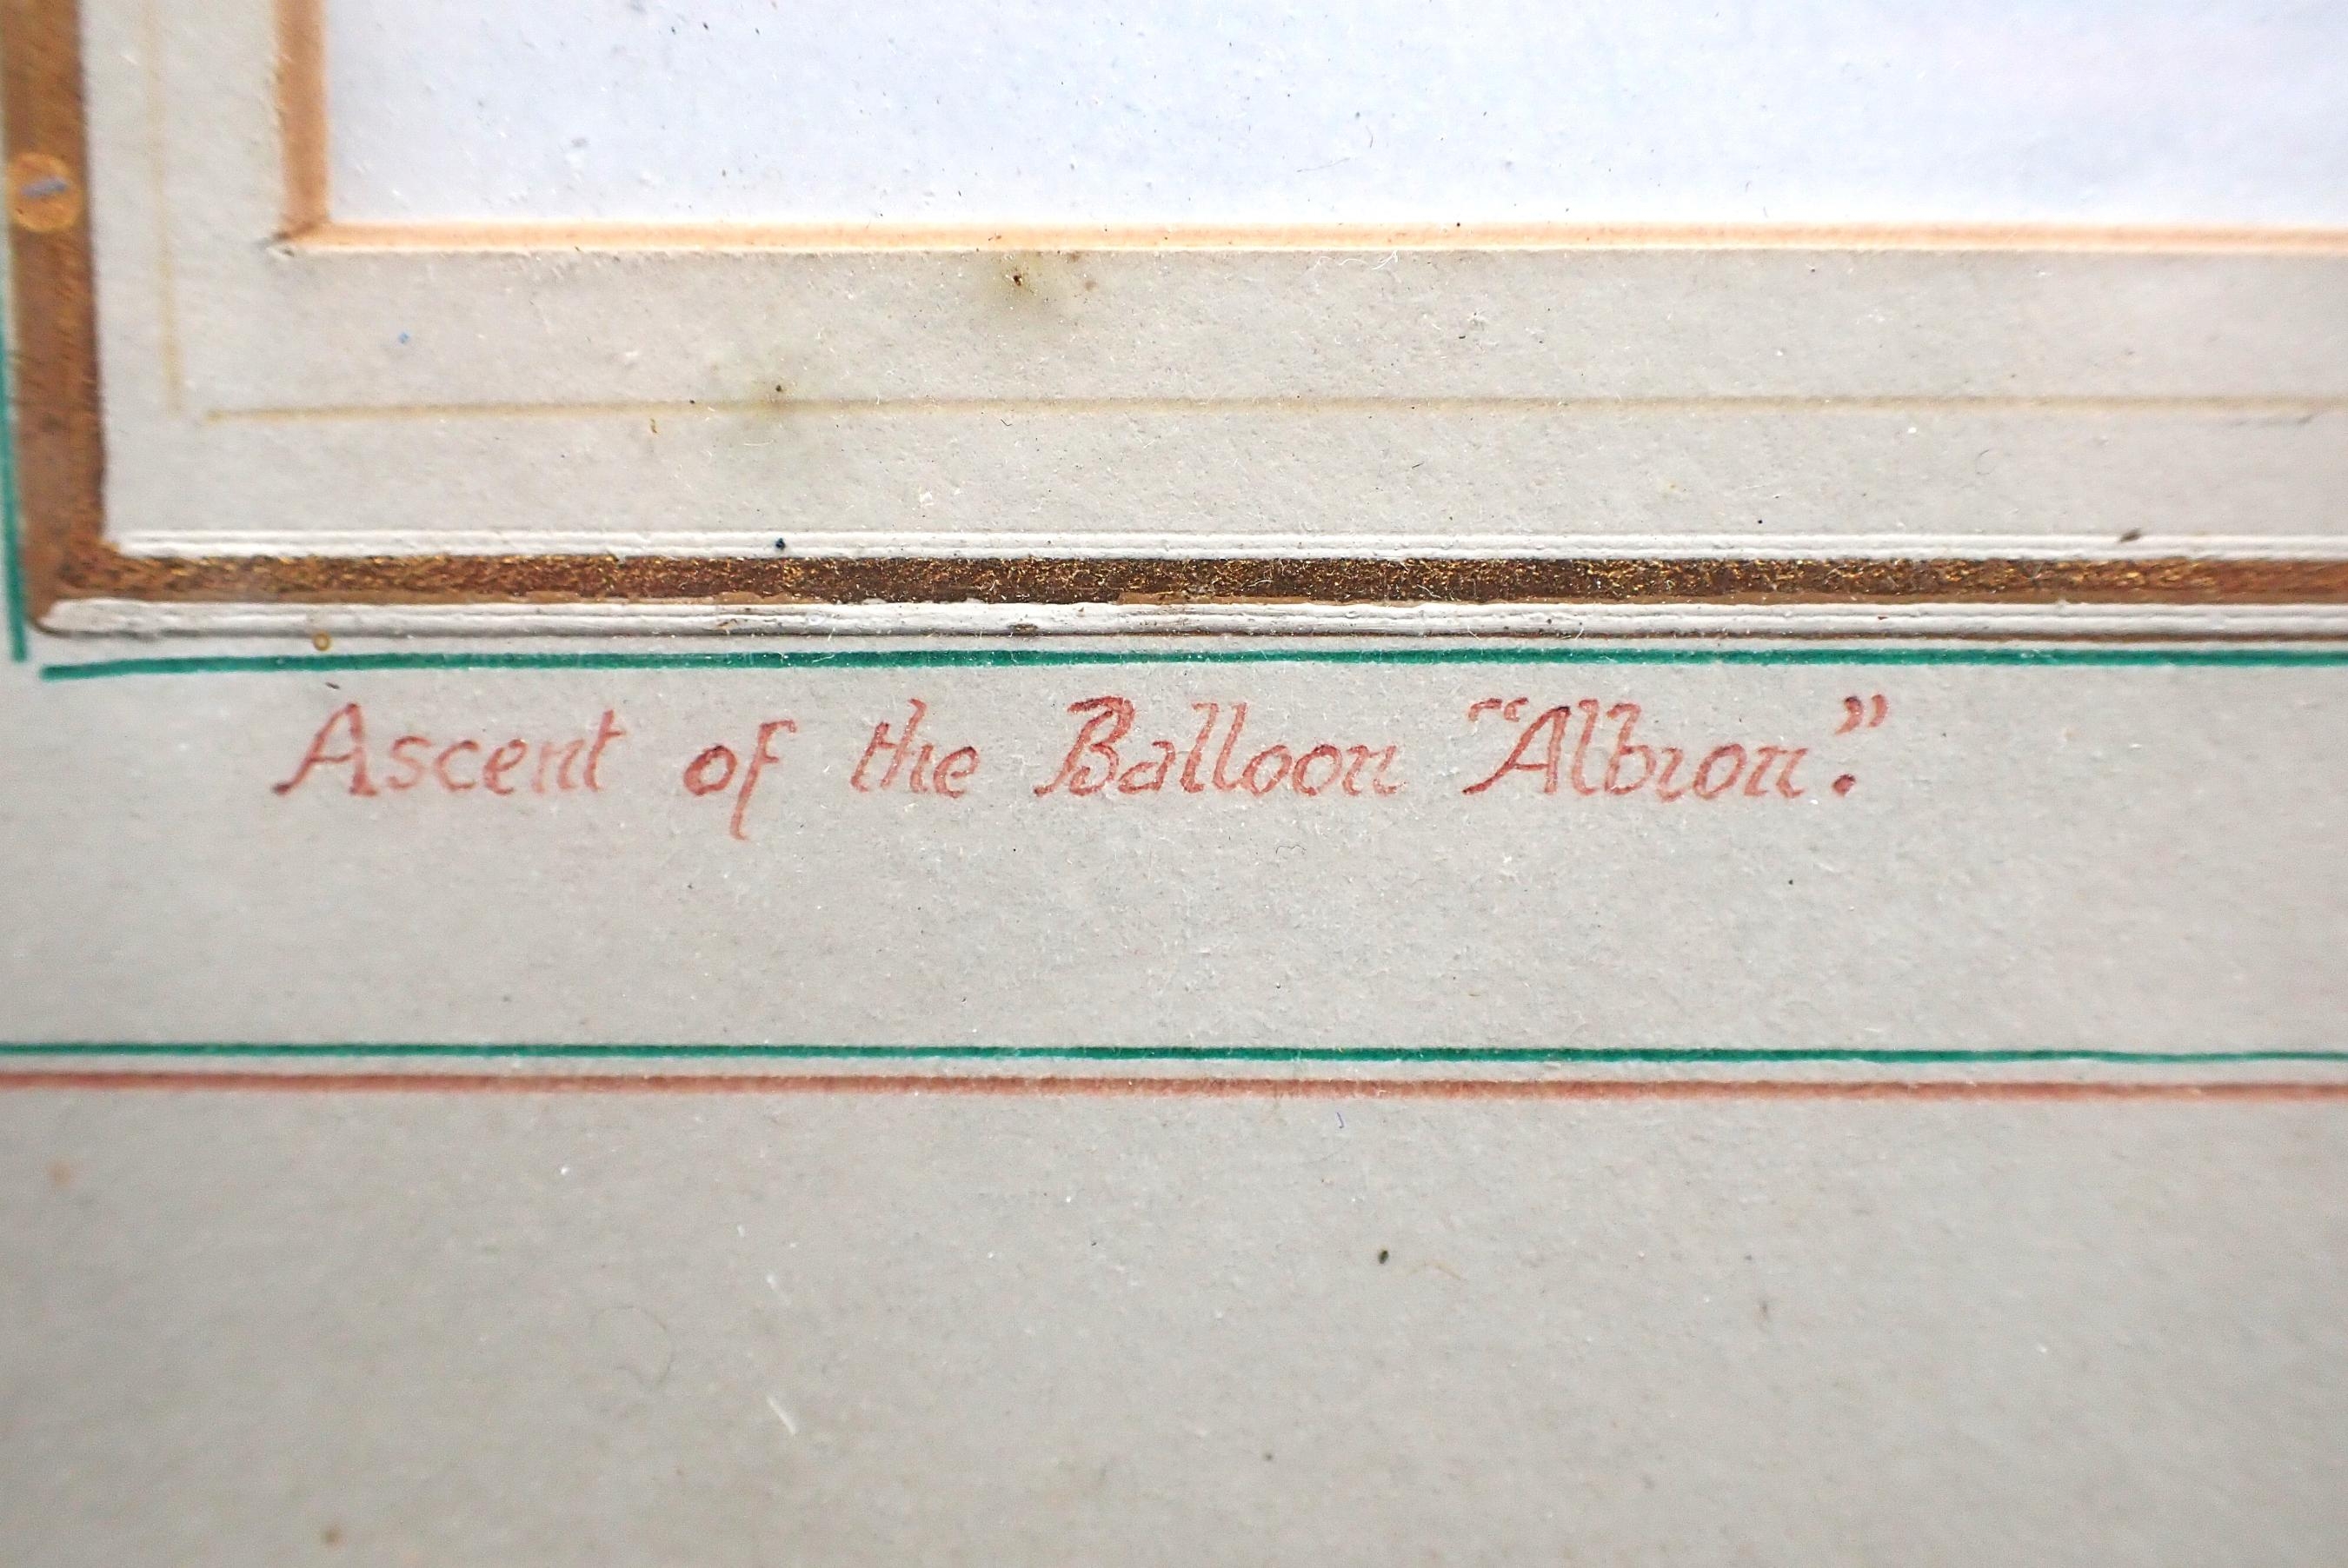 Ascent of the Balloon "Albion."